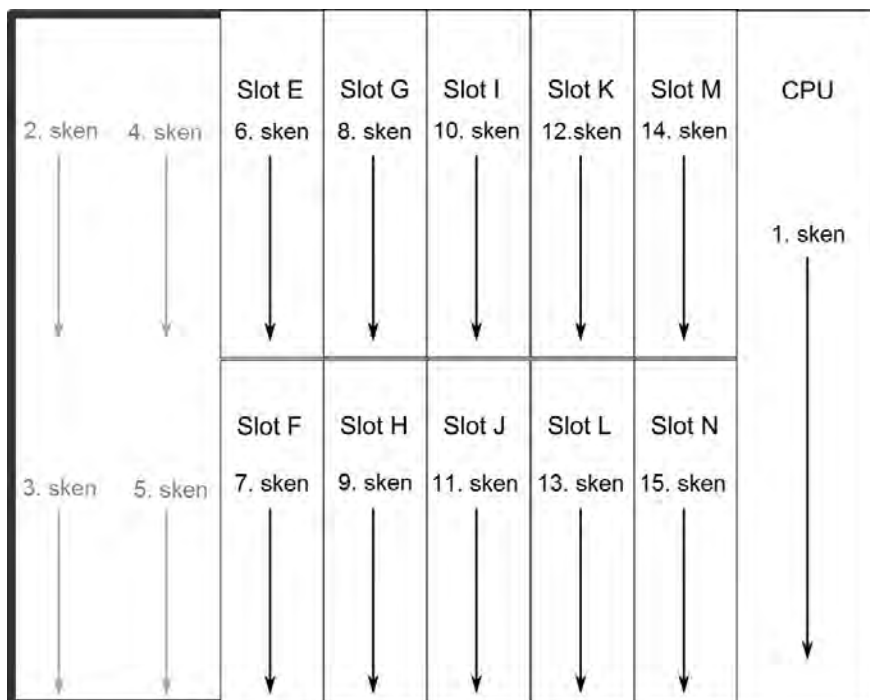 Slot E Slot G Slot I Slot K Slot M CPU
2. sken 4. sken 6. sken 8. sken 10. sken 12.sken 14. sken
1. sken
Slot F Slot H Slot J Slot L Slot N
3. sken 5. sken 7. sken 9. sken 11. sken 13. sken 15. sken